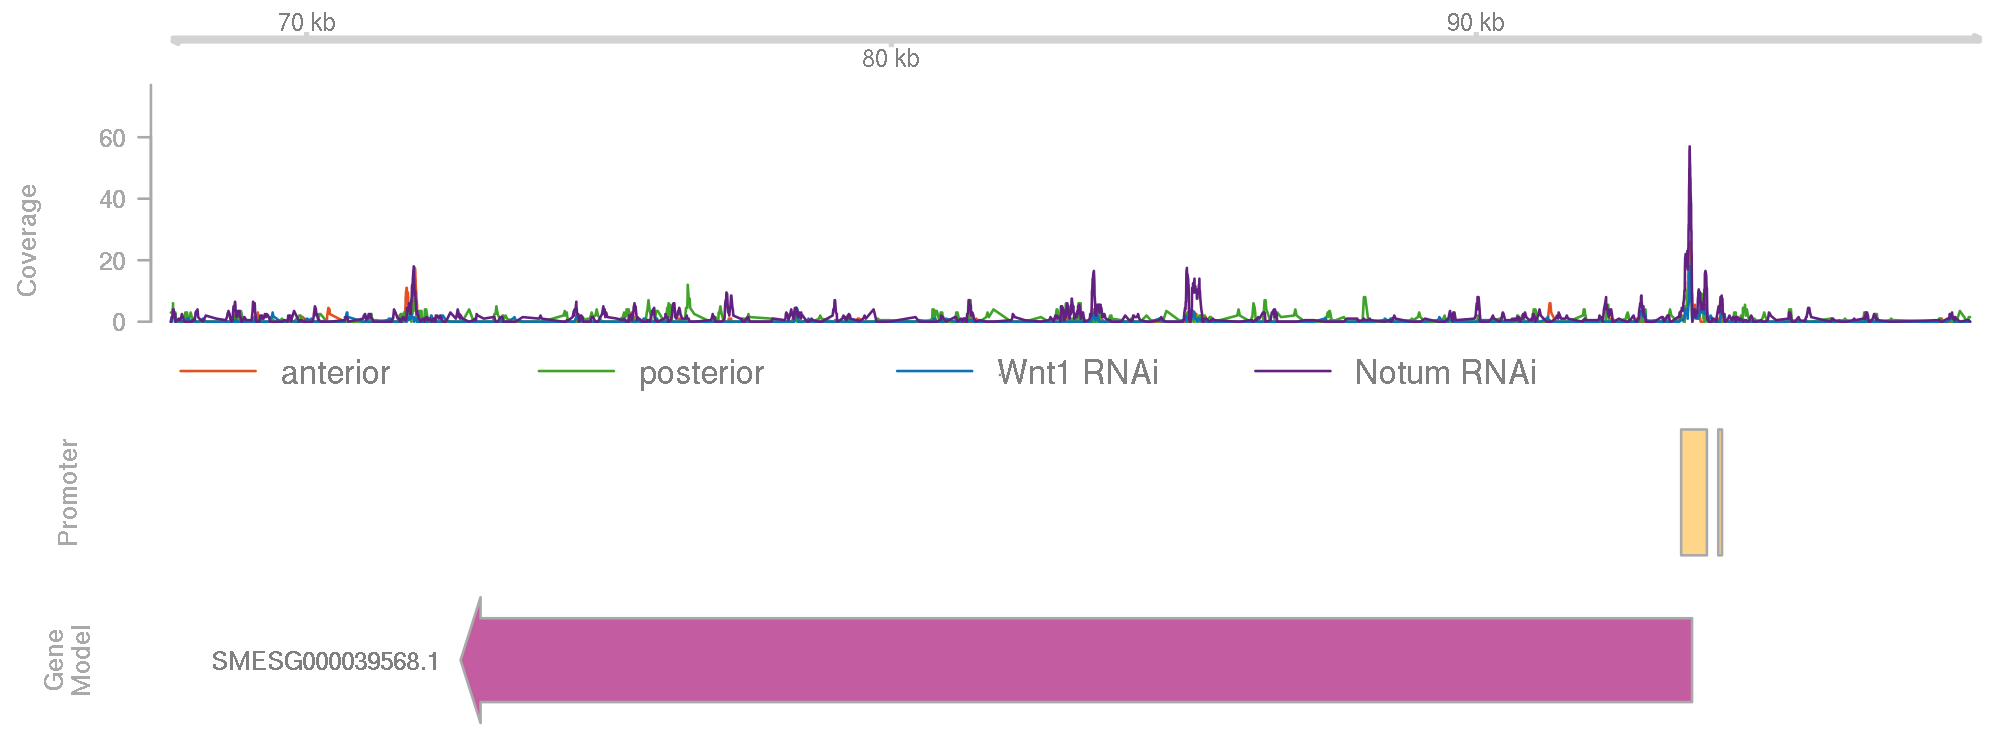 70 kb
90 kb
80 kb
Coverage
60
40
20
0
anterior posterior Wnt1 RNAi Notum RNAi
Promoter
Gene
Model
SMESG000039568.1